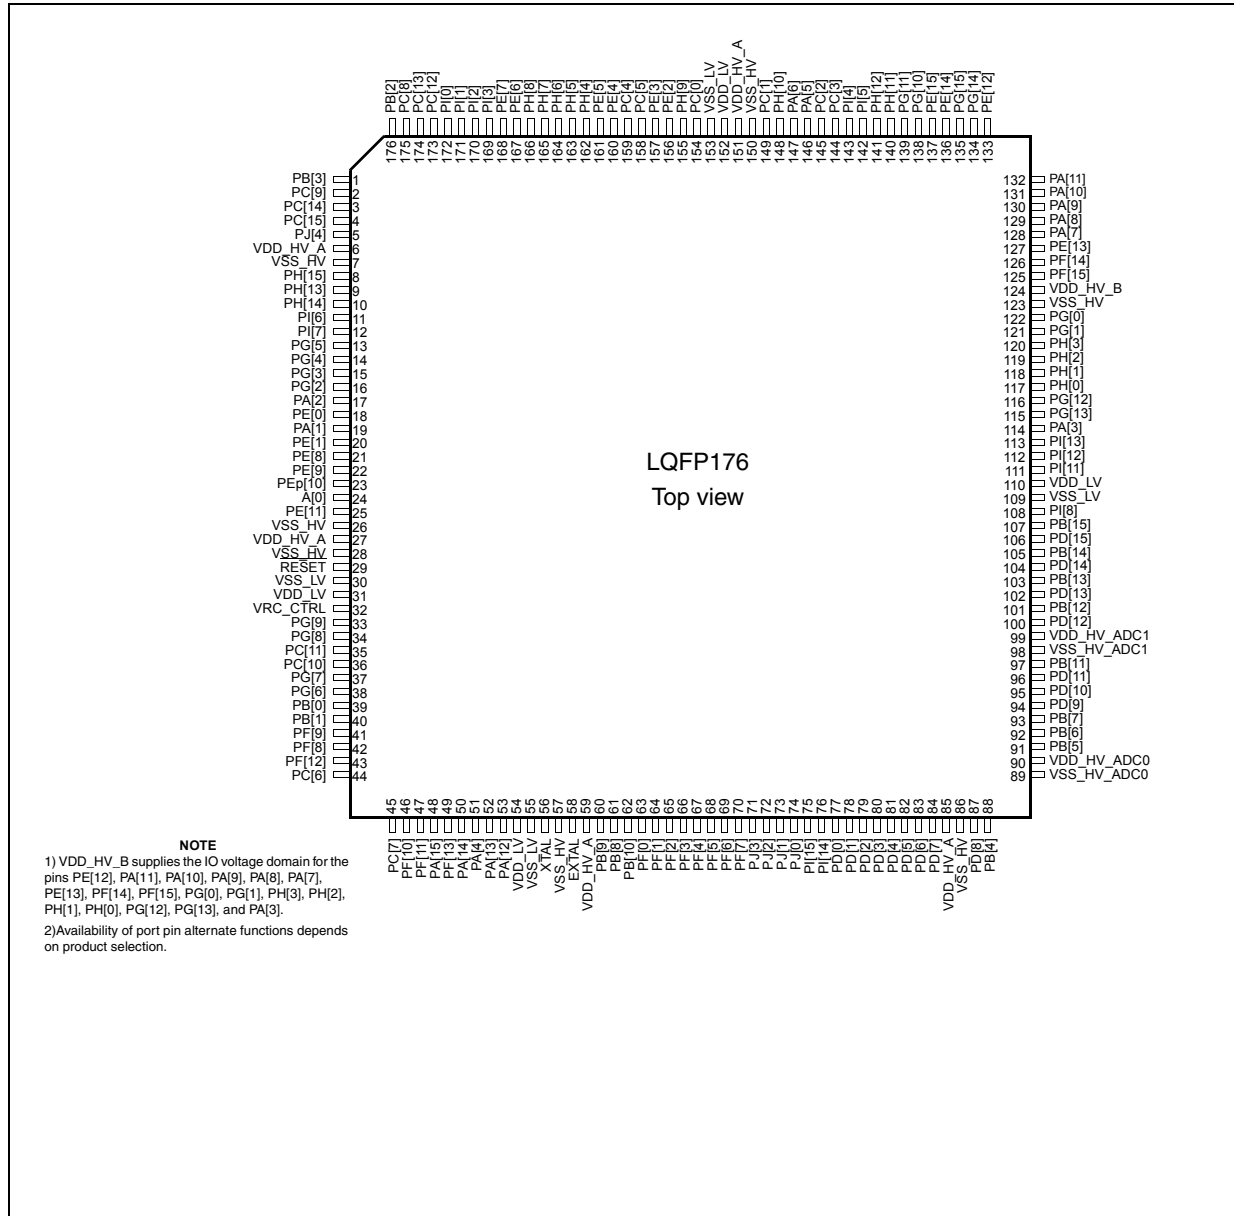 PB[2] PC[8] PC[13] PC[12] PI[0] PI[1] PI[2] PI[3] PE[7] PE[6] PH[8] PH[7] PH[6] PH[5] PH[4] PE[5] PE[4] PC[4] PC[5] PE[3] PE[2] PH[9] PC[0] VSS_LV VDD_LV VDD_HV_A VSS_HV PC[1] PH[10] PA[6] PA[5] PC[2] PC[3] PI[4] PI[5] PH[12] PH[11] PG[11] PG[10] PE[15] PE[14] PG[15] PG[14] PE[12]
176 175 174 173 172 171 170 169 168 167 166 165 164 163 162 161 160 159 158 157 156 155 154 153 152 151 150 149 148 147 146 145 144 143 142 141 140 139 138 137 136 135 134 133
PB[3] 1
PC[9] 2
PC[14] 3
PC[15] 4
PJ[4] 5
VDD_HV_A 6
VSS_HV 7
PH[15] 8
PH[13] 9
PH[14] 10
PI[6] 11
PI[7] 12
PG[5] 13
PG[4] 14
PG[3] 15
PG[2] 16
PA[2] 17
PE[0] 18
PA[1] 19
PE[1] 20
PE[8] 21
PE[9] 22
PEp[10] 23
A[0] 24
PE[11] 25
VSS_HV 26
VDD_HV_A 27
VSS_HV 28
RESET 29
VSS_LV 30
VDD_LV 31
VRC_CTRL 32
PG[9] 33
PG[8] 34
PC[11] 35
PC[10] 36
PG[7] 37
PG[6] 38
PB[0] 39
PB[1] 40
PF[9] 41
PF[8] 42
PF[12] 43
PC[6] 44
LQFP176
Top view
132 PA[11]
131 PA[10]
130 PA[9]
129 PA[8]
128 PA[7]
127 PE[13]
126 PF[14]
125 PF[15]
124 VDD_HV_B
123 VSS_HV
122 PG[0]
121 PG[1]
120 PH[3]
119 PH[2]
118 PH[1]
117 PH[0]
116 PG[12]
115 PG[13]
114 PA[3]
113 PI[13]
112 PI[12]
111 PI[11]
110 VDD_LV
109 VSS_LV
108 PI[8]
107 PB[15]
106 PD[15]
105 PB[14]
104 PD[14]
103 PB[13]
102 PD[13]
101 PB[12]
100 PD[12]
99 VDD_HV_ADC1
98 VSS_HV_ADC1
97 PB[11]
96 PD[11]
95 PD[10]
94 PD[9]
93 PB[7]
92 PB[6]
91 PB[5]
90 VDD_HV_ADC0
89 VSS_HV_ADC0
45 46 47 48 49 50 51 52 53 54 55 56 57 58 59 60 61 62 63 64 65 66 67 68 69 70 71 72 73 74 75 76 77 78 79 80 81 82 83 84 85 86 87 88
PC[7] PF[10] PF[11] PA[15] PF[13] PA[14] PA[4] PA[13] PA[12] VDD_LV VSS_LV XTAL VSS_HV EXTAL VDD_HV_A PB[9] PB[8] PB[10] PF[0] PF[1] PF[2] PF[3] PF[4] PF[5] PF[6] PF[7] PJ[3] PJ[2] PJ[1] PJ[0] PI[15] PI[14] PD[0] PD[1] PD[2] PD[3] PD[4] PD[5] PD[6] PD[7] VDD_HV_A VSS_HV PD[8] PB[4]
NOTE
1) VDD_HV_B supplies the IO voltage domain for the
pins PE[12], PA[11], PA[10], PA[9], PA[8], PA[7],
PE[13], PF[14], PF[15], PG[0], PG[1], PH[3], PH[2],
PH[1], PH[0], PG[12], PG[13], and PA[3].
2)Availability of port pin alternate functions depends
on product selection.